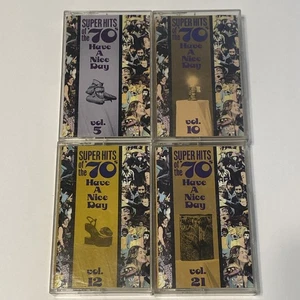 SUPER HITS
of the '70s
Have
A
Nice
Day
vol.
5
SUPER HITS
of the '70s
Have
A
Nice
Day
vol.
10
SUPER HITS
of the '70s
Have
A
Nice
Day
vol.
12
SUPER HITS
of the '70s
Have
A
Nice
Day
vol.
21